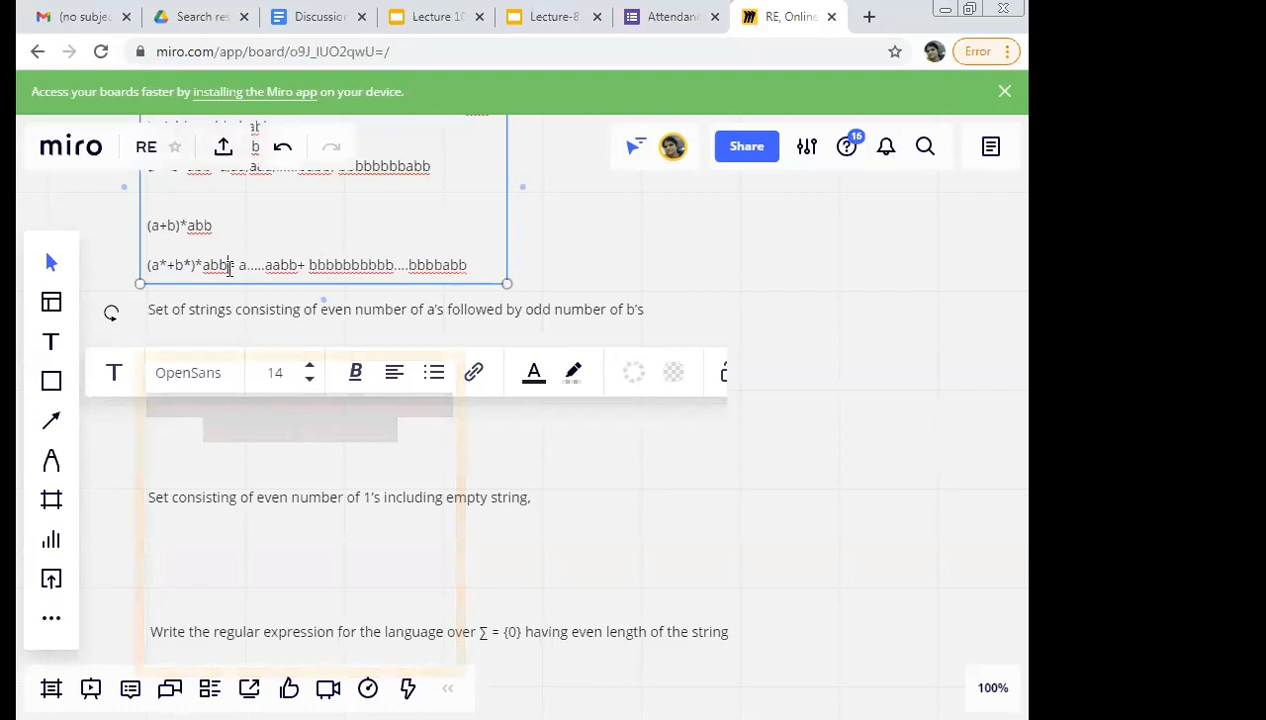 (no subje
Search res
Discussion
Lecture 10
Lecture-8
Attendan
RE, Online
miro.com/app/board/o9J_lUO2qwU=/
Error
Access your boards faster by installing the Miro app on your device.
miro
RE
16
Share
(a+b)*abb
(a*+b*)*abb+ a.....aabb+ bbbbbbbbbb....bbbbabb
Set of strings consisting of even number of a's followed by odd number of b's
T OpenSans 14 B A
Set consisting of even number of 1's including empty string,
Write the regular expression for the language over ∑ = {0} having even length of the string
100%